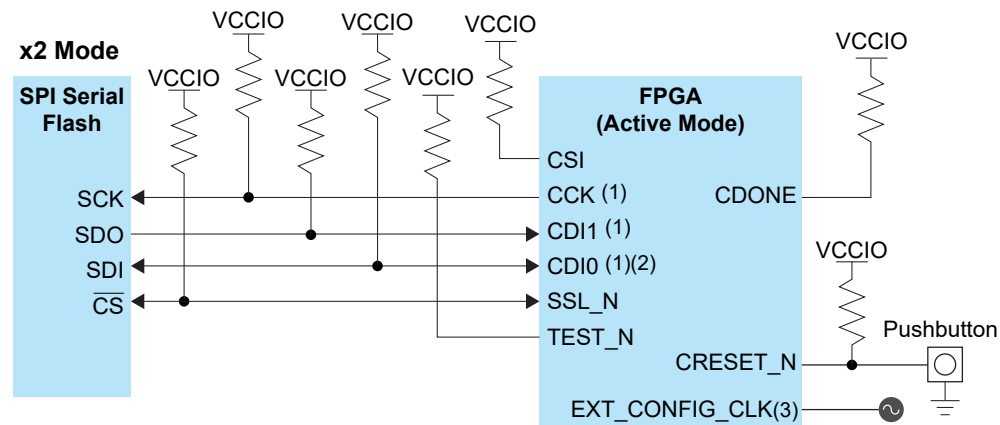 x2 Mode
VCCIO
VCCIO
VCCIO
VCCIO
VCCIO
VCCIO
VCCIO
SPI Serial
Flash
SCK
SDO
SDI
CS
FPGA
(Active Mode)
CSI
CCK (1)
CDI1 (1)
CDI0 (1)(2)
SSL_N
TEST_N
CDONE
VCCIO
Pushbutton
CRESET_N
EXT_CONFIG_CLK(3)